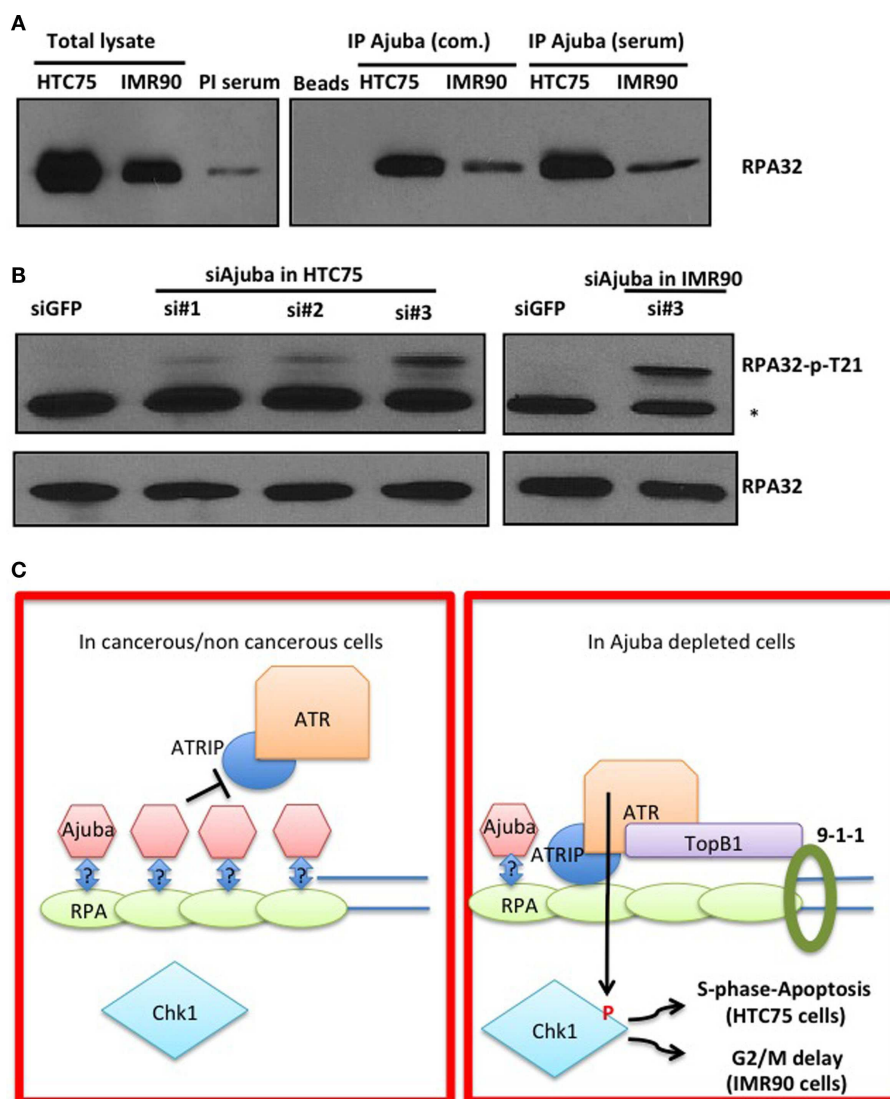 A
Total lysate
HTC75 IMR90 PI serum
IP Ajuba (com.) IP Ajuba (serum)
Beads HTC75 IMR90 HTC75 IMR90
RPA32
B
siAjuba in HTC75
siGFP si#1 si#2 si#3
siAjuba in IMR90
siGFP si#3
RPA32-p-T21
*
RPA32
C
In cancerous/non cancerous cells
ATR
ATRIP
Ajuba
? ? ? ?
RPA
Chk1
In Ajuba depleted cells
ATR
Ajuba
ATRIP
TopB1
9-1-1
?
RPA
P
Chk1
S-phase-Apoptosis
(HTC75 cells)
G2/M delay
(IMR90 cells)